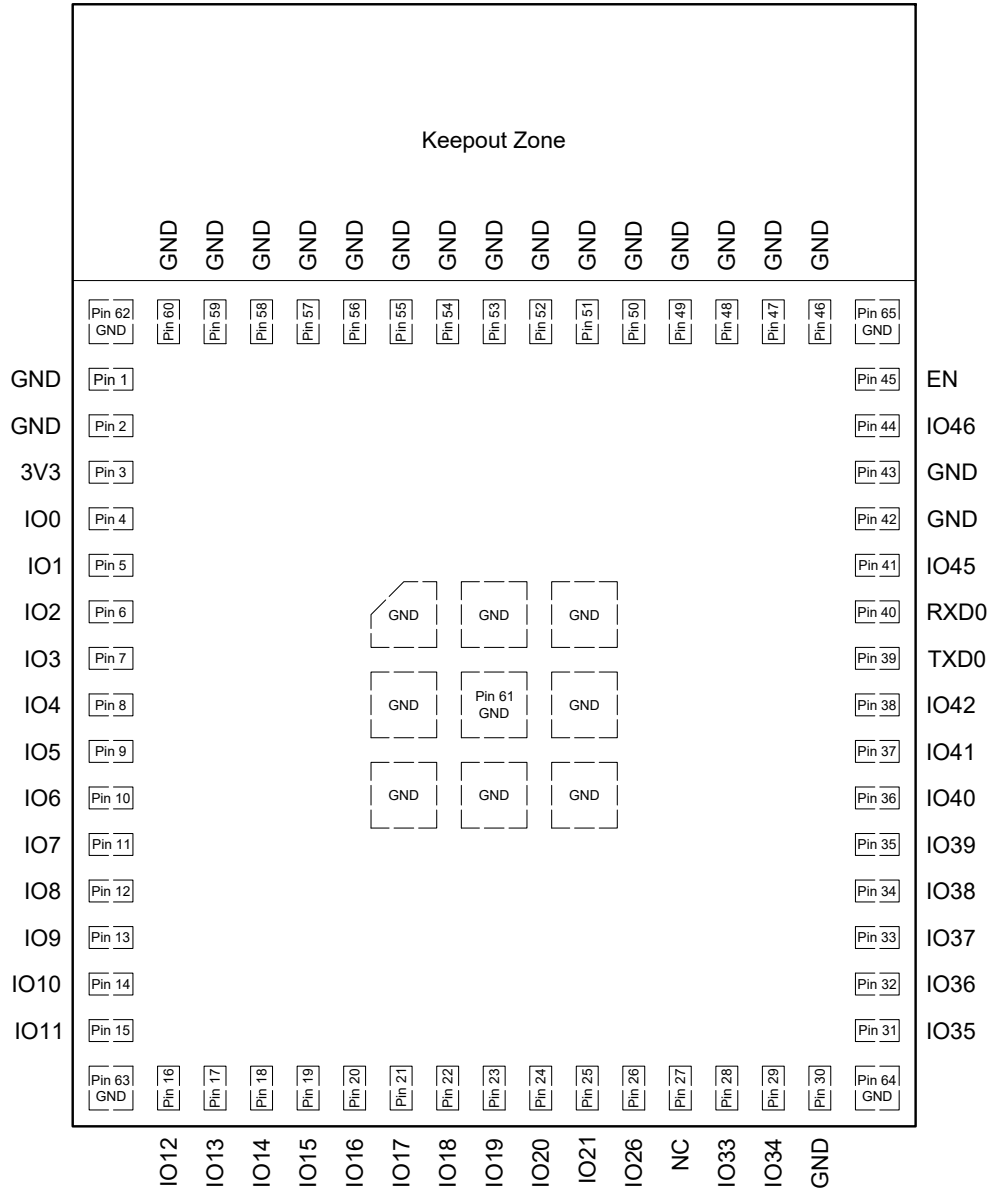 Keepout Zone
GND GND GND GND GND GND GND GND GND GND GND GND GND GND GND
Pin 62 GND Pin 60 Pin 59 Pin 58 Pin 57 Pin 56 Pin 55 Pin 54 Pin 53 Pin 52 Pin 51 Pin 50 Pin 49 Pin 48 Pin 47 Pin 46 Pin 65 GND
GND Pin 1 Pin 45 EN
GND Pin 2 Pin 44 IO46
3V3 Pin 3 Pin 43 GND
IO0 Pin 4 Pin 42 GND
IO1 Pin 5 Pin 41 IO45
IO2 Pin 6 GND GND GND Pin 40 RXD0
IO3 Pin 7 Pin 39 TXD0
IO4 Pin 8 GND Pin 61 GND GND Pin 38 IO42
IO5 Pin 9 Pin 37 IO41
IO6 Pin 10 GND GND GND Pin 36 IO40
IO7 Pin 11 Pin 35 IO39
IO8 Pin 12 Pin 34 IO38
IO9 Pin 13 Pin 33 IO37
IO10 Pin 14 Pin 32 IO36
IO11 Pin 15 Pin 31 IO35
Pin 63 GND Pin 16 Pin 17 Pin 18 Pin 19 Pin 20 Pin 21 Pin 22 Pin 23 Pin 24 Pin 25 Pin 26 Pin 27 Pin 28 Pin 29 Pin 30 Pin 64 GND
IO12 IO13 IO14 IO15 IO16 IO17 IO18 IO19 IO20 IO21 IO26 NC IO33 IO34 GND